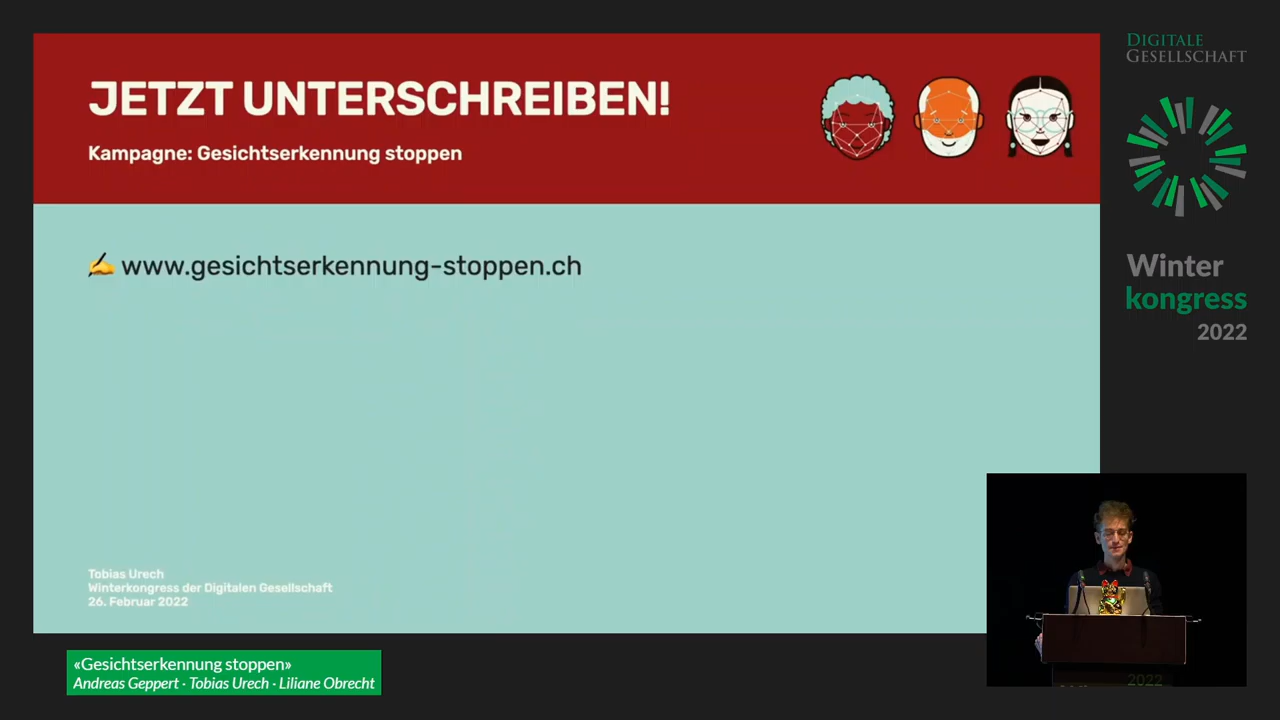 JETZT UNTERSCHREIBEN!
Kampagne: Gesichtserkennung stoppen
✍️ www.gesichtserkennung-stoppen.ch
Tobias Urech
Winterkongress der Digitalen Gesellschaft
26. Februar 2022
DIGITALE
GESELLSCHAFT
Winter
kongress
2022
2022
«Gesichtserkennung stoppen»
Andreas Geppert · Tobias Urech · Liliane Obrecht